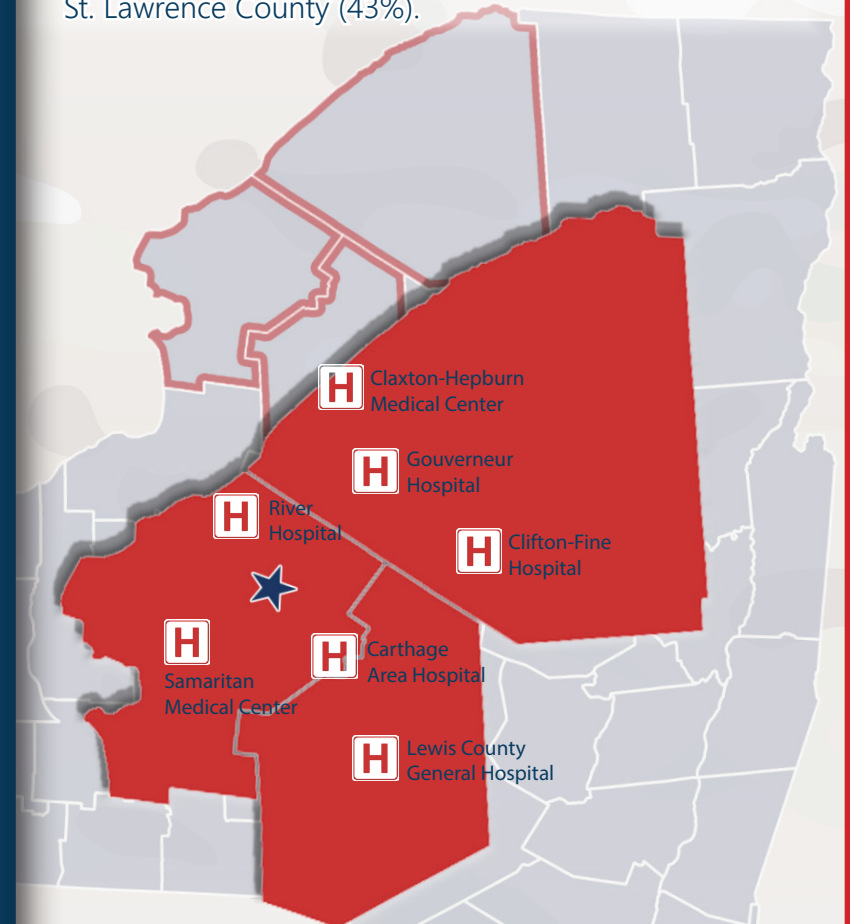 St. Lawrence County (43%).
H
Claxton-Hepburn
Medical Center
H
Gouverneur
Hospital
H
River
Hospital
H
Clifton-Fine
Hospital
H
Samaritan
Medical Center
H
Carthage
Area Hospital
H
Lewis County
General Hospital